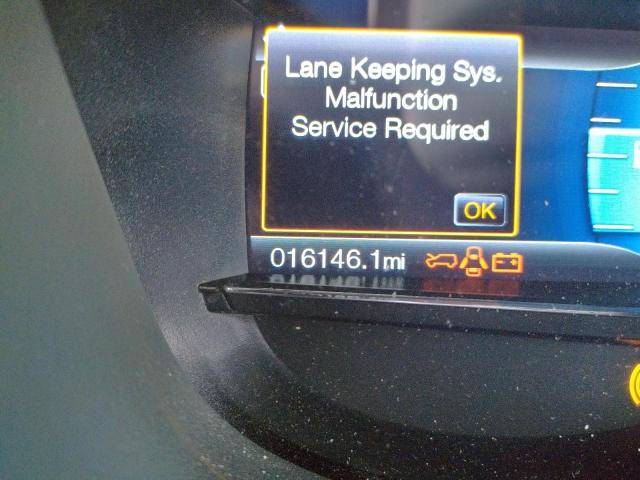 Lane Keeping Sys.
Malfunction
Service Required
OK
016146.1mi